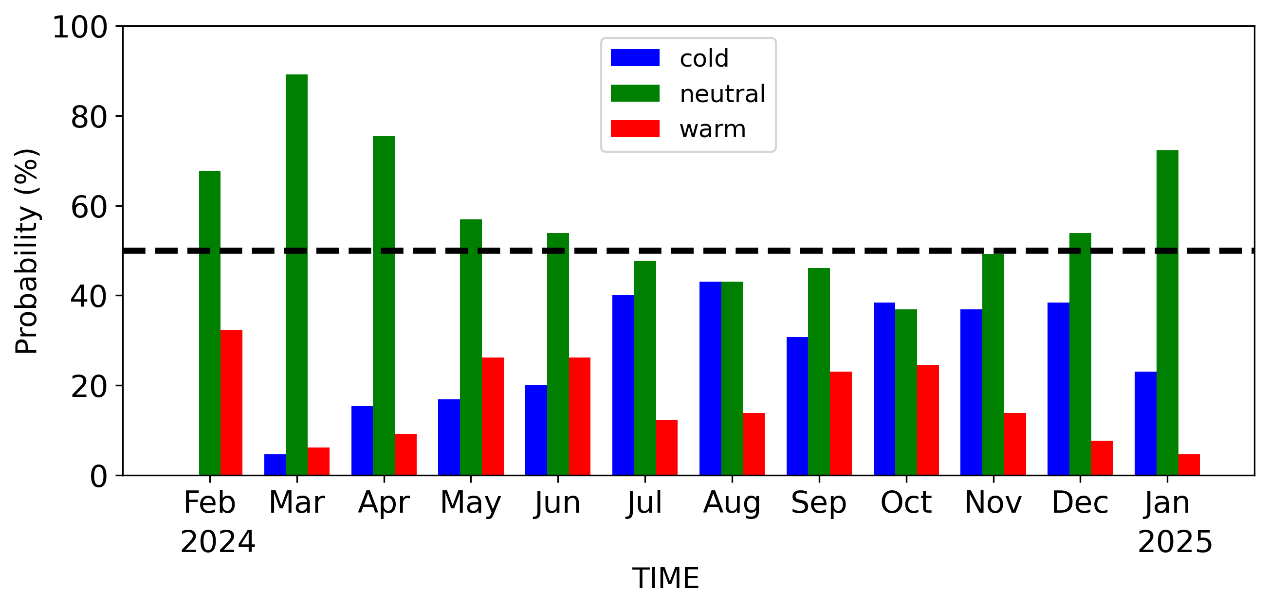 100
80
60
40
20
0
Probability (%)
cold
neutral
warm
Feb Mar Apr May Jun Jul Aug Sep Oct Nov Dec Jan
2024 2025
TIME